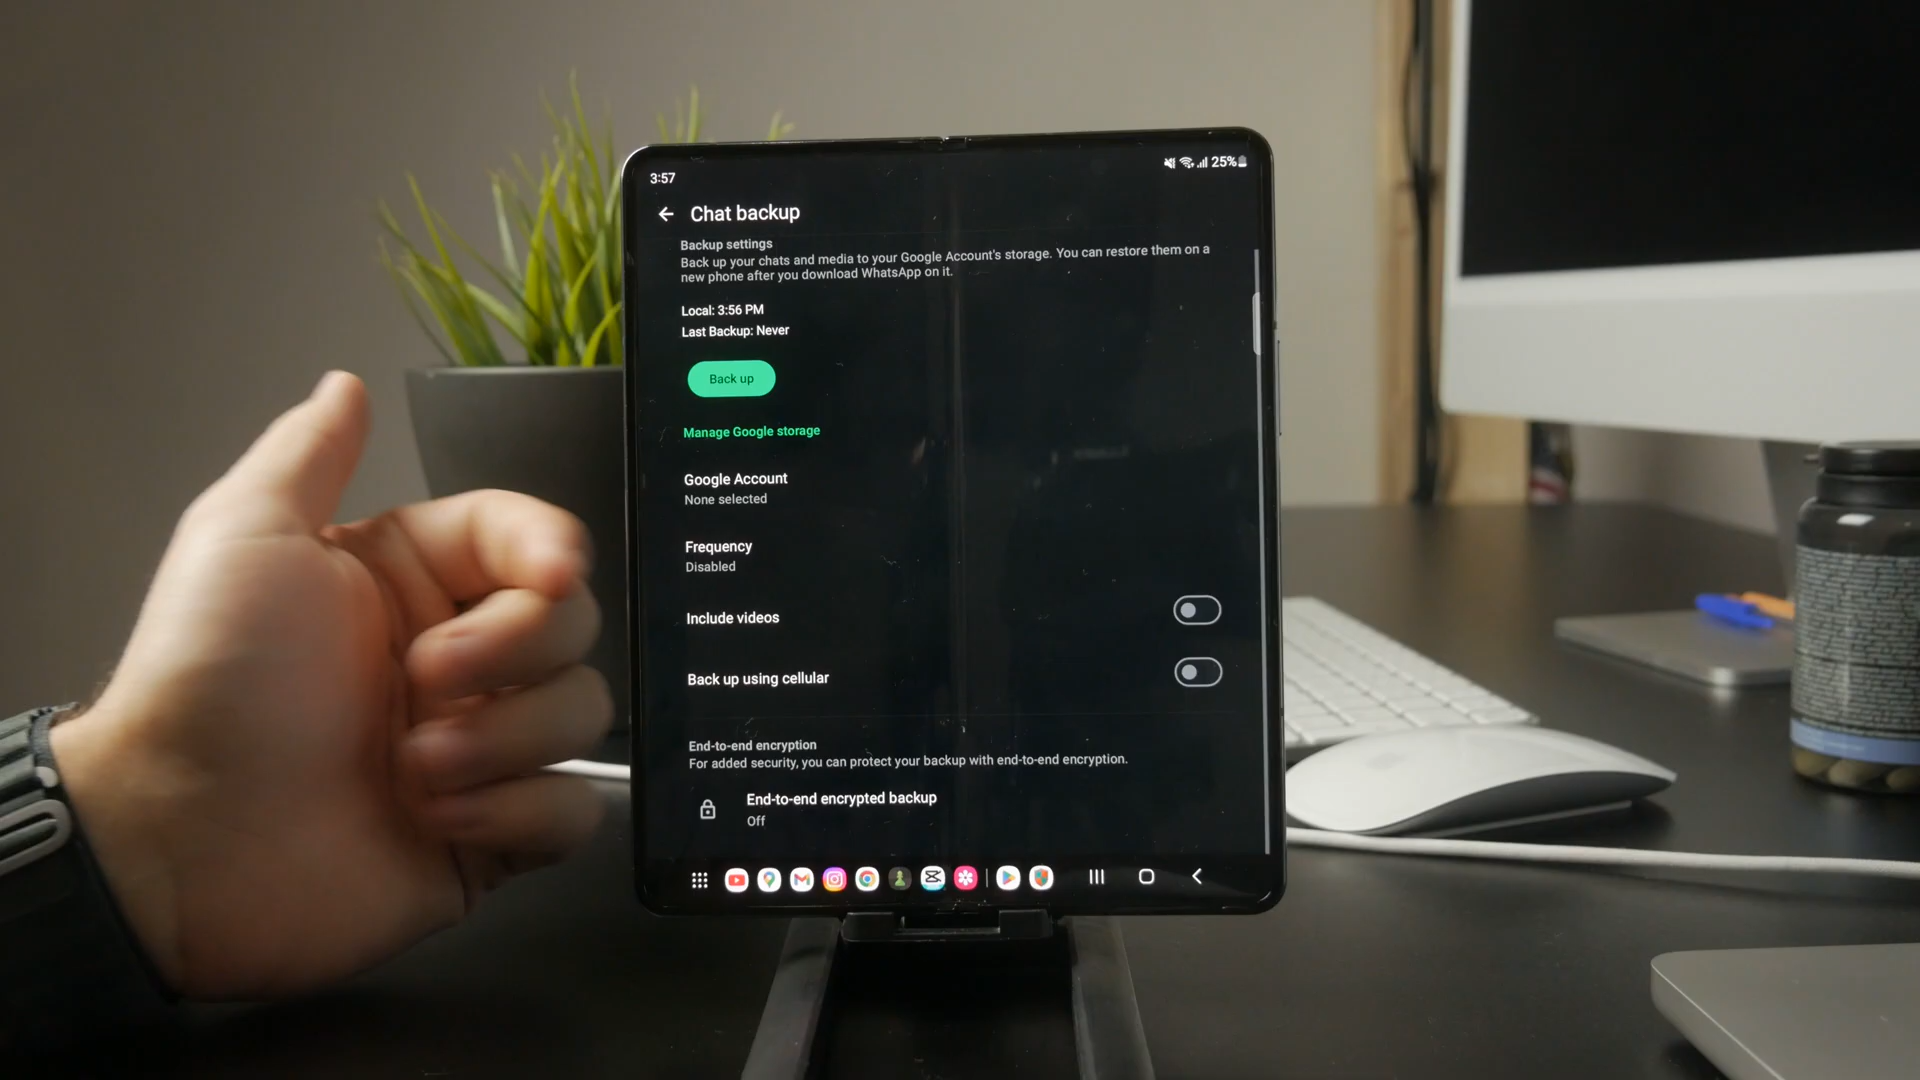 3:57
25%
Chat backup
Backup settings
Back up your chats and media to your Google Account's storage. You can restore them on a
new phone after you download WhatsApp on it.
Local: 3:56 PM
Last Backup: Never
Back up
Manage Google storage
Google Account
None selected
Frequency
Disabled
Include videos
Back up using cellular
End-to-end encryption
For added security, you can protect your backup with end-to-end encryption.
End-to-end encrypted backup
Off